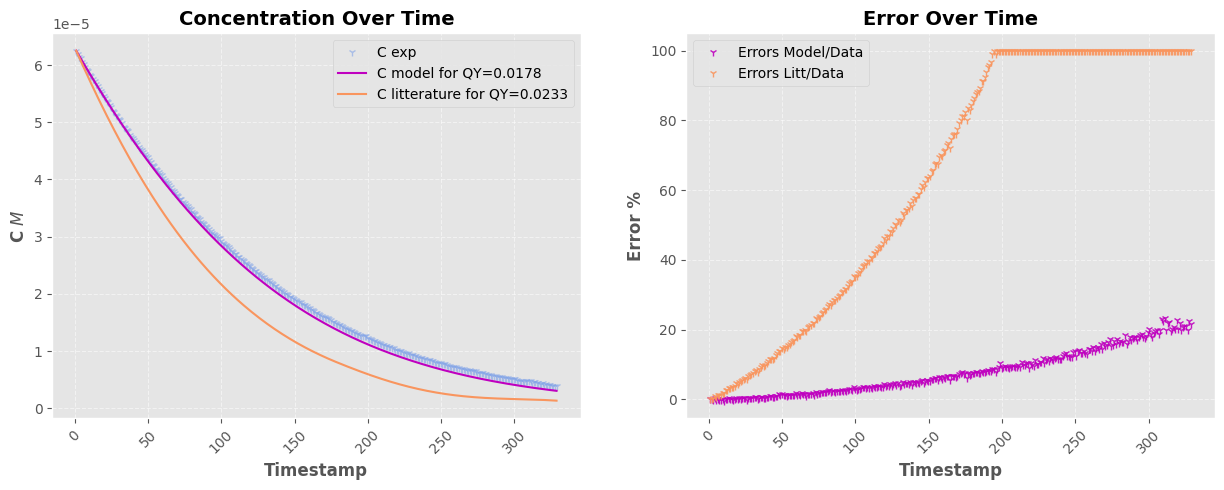 Concentration Over Time
1e−5
C exp
C model for QY=0.0178
C litterature for QY=0.0233
6
5
4
3
2
1
0
C M
0 50 100 150 200 250 300
Timestamp
Error Over Time
Errors Model/Data
Errors Litt/Data
100
80
60
40
20
0
Error %
0 50 100 150 200 250 300
Timestamp